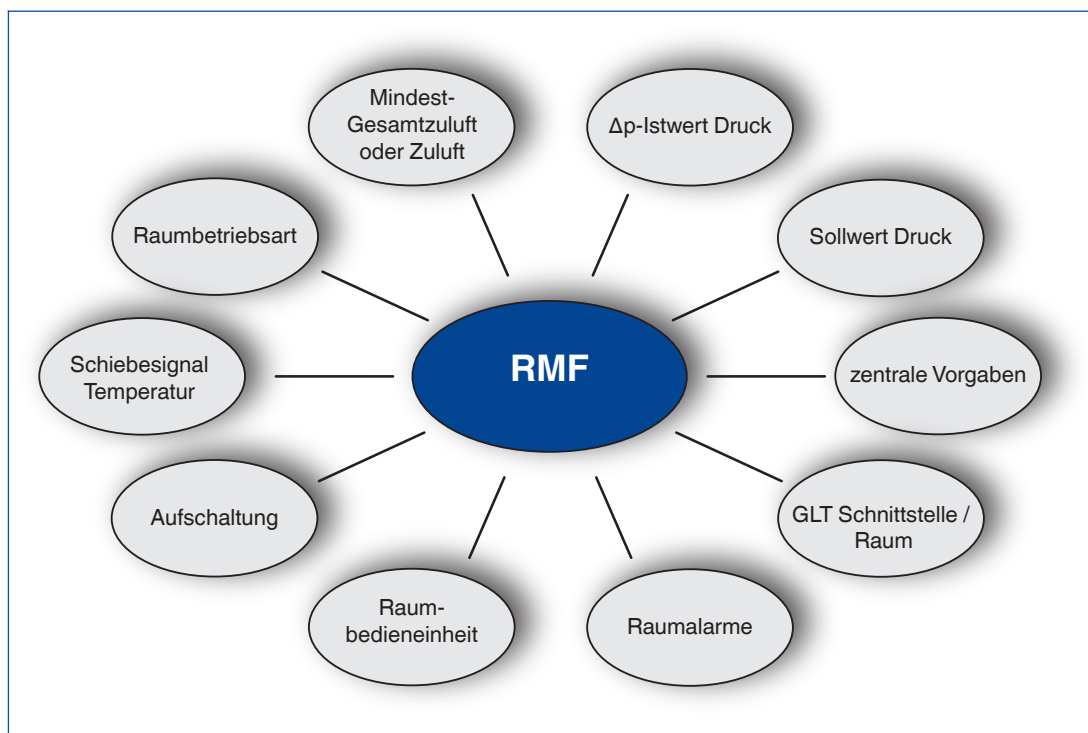 Mindest-
Gesamtzuluft
oder Zuluft
Δp-Istwert Druck
Raumbetriebsart
Sollwert Druck
Schiebesignal
Temperatur
RMF
zentrale Vorgaben
Aufschaltung
GLT Schnittstelle /
Raum
Raum-
bedieneinheit
Raumalarme